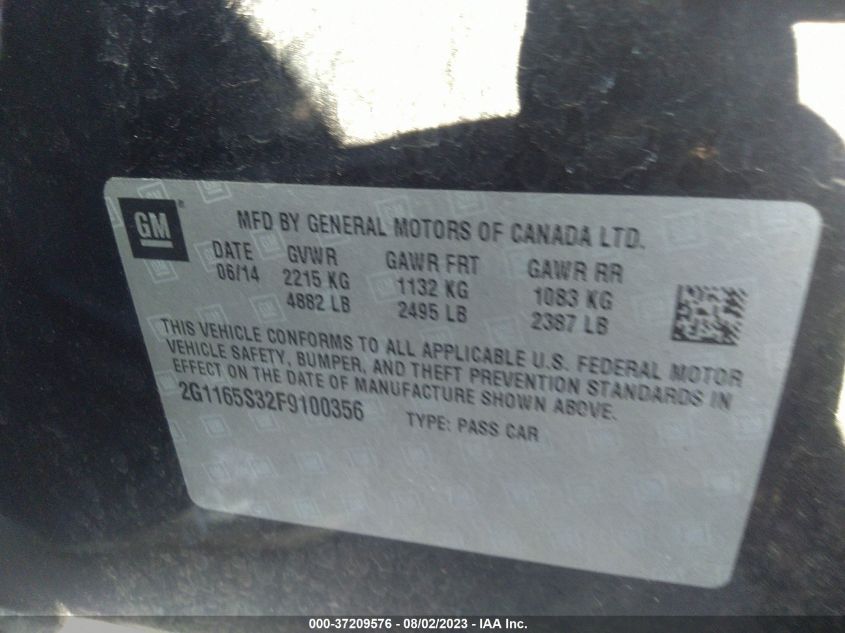 GM ®
MFD BY GENERAL MOTORS OF CANADA LTD.
DATE GVWR GAWR FRT GAWR RR
06/14 2215 KG 1132 KG 1083 KG
4882 LB 2495 LB 2387 LB
THIS VEHICLE CONFORMS TO ALL APPLICABLE U.S. FEDERAL MOTOR
VEHICLE SAFETY, BUMPER, AND THEFT PREVENTION STANDARDS IN
EFFECT ON THE DATE OF MANUFACTURE SHOWN ABOVE.
2G1165S32F9100356 TYPE: PASS CAR
000-37209576 - 08/02/2023 - IAA Inc.